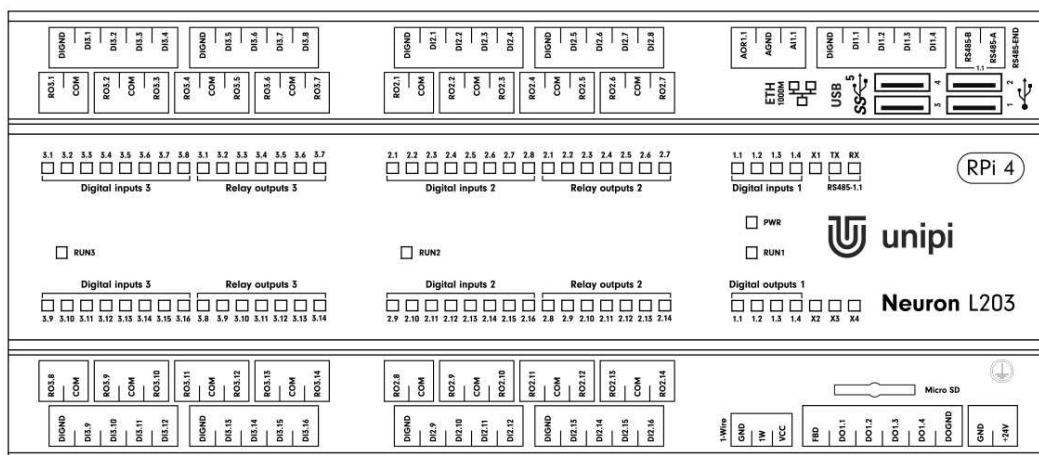 DIGND DI3.1 DI3.2 DI3.3 DI3.4 DIGND DI3.5 DI3.6 DI3.7 DI3.8 DIGND DI2.1 DI2.2 DI2.3 DI2.4 DIGND DI2.5 DI2.6 DI2.7 DI2.8 AOR1.1 AGND AI1.1 DIGND DI1.1 DI1.2 DI1.3 DI1.4 RS485-B RS485-A RS485-END
1.1
RO3.1 COM RO3.2 COM RO3.3 RO3.4 COM RO3.5 RO3.6 COM RO3.7 RO2.1 COM RO2.2 COM RO2.3 RO2.4 COM RO2.5 RO2.6 COM RO2.7 ETH 1000M USB SS 5 4 3 2 1
3.1 3.2 3.3 3.4 3.5 3.6 3.7 3.8 3.1 3.2 3.3 3.4 3.5 3.6 3.7 2.1 2.2 2.3 2.4 2.5 2.6 2.7 2.8 2.1 2.2 2.3 2.4 2.5 2.6 2.7 1.1 1.2 1.3 1.4 X1 TX RX
Digital inputs 3 Relay outputs 3 Digital inputs 2 Relay outputs 2 Digital inputs 1 RS485-1.1
RPi 4
PWR
RUN3 RUN2 RUN1
unipi
Digital inputs 3 Relay outputs 3 Digital inputs 2 Relay outputs 2 Digital outputs 1
Neuron L203
3.9 3.10 3.11 3.12 3.13 3.14 3.15 3.16 3.8 3.9 3.10 3.11 3.12 3.13 3.14 2.9 2.10 2.11 2.12 2.13 2.14 2.15 2.16 2.8 2.9 2.10 2.11 2.12 2.13 2.14 1.1 1.2 1.3 1.4 X2 X3 X4
RO3.8 COM RO3.9 COM RO3.10 RO3.11 COM RO3.12 RO3.13 COM RO3.14 RO2.8 COM RO2.9 COM RO2.10 RO2.11 COM RO2.12 RO2.13 COM RO2.14
Micro SD
DIGND DI3.9 DI3.10 DI3.11 DI3.12 DIGND DI3.13 DI3.14 DI3.15 DI3.16 DIGND DI2.9 DI2.10 DI2.11 DI2.12 DIGND DI2.13 DI2.14 DI2.15 DI2.16 1-Wire GND 1W VCC FBD DO1.1 DO1.2 DO1.3 DO1.4 DOGND GND +24V